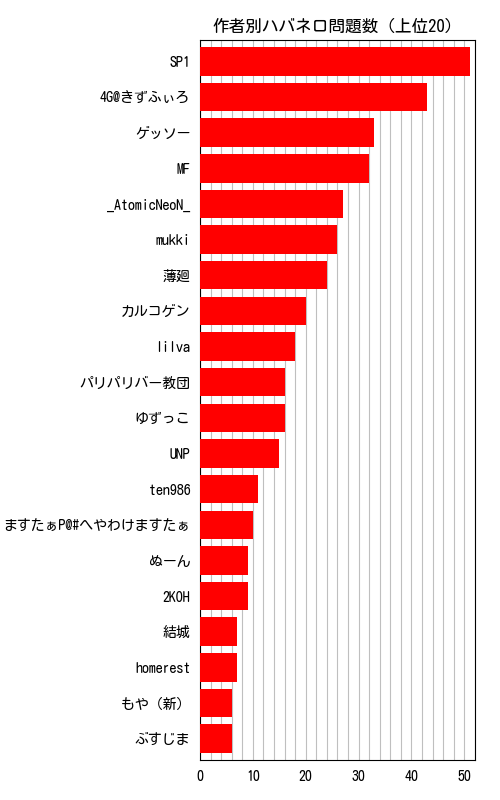 作者別ハバネロ問題数（上位20）
SP1
4G@きずふぃろ
ゲッソー
MF
_AtomicNeoN_
mukki
薄廻
カルコゲン
lilva
パリパリバー教団
ゆずっこ
UNP
ten986
ますたぁP@#へやわけますたぁ
ぬーん
2KOH
結城
homerest
もや（新）
ぶすじま
0 10 20 30 40 50